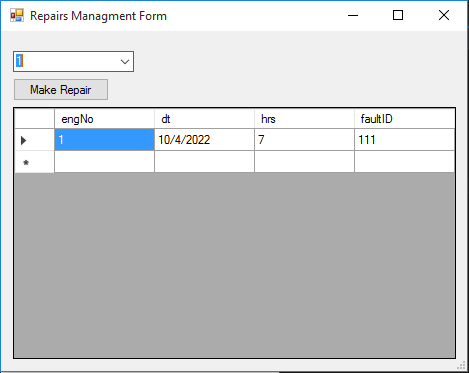 Repairs Managment Form
1
Make Repair
engNo dt hrs faultID
1 10/4/2022 7 111
*